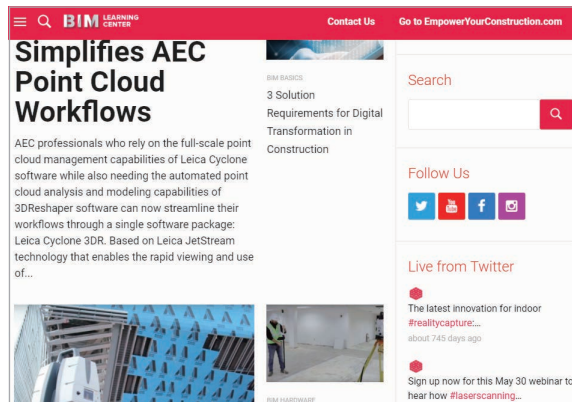 BIM LEARNING
CENTER
Contact Us
Go to EmpowerYourConstruction.com
Simplifies AEC
Point Cloud
Workflows
AEC professionals who rely on the full-scale point
cloud management capabilities of Leica Cyclone
software while also needing the automated point
cloud analysis and modeling capabilities of
3DReshaper software can now streamline their
workflows through a single software package:
Leica Cyclone 3DR. Based on Leica JetStream
technology that enables the rapid viewing and use
of...
BIM BASICS
3 Solution
Requirements for Digital
Transformation in
Construction
BIM HARDWARE
Search
Follow Us
You
Tube
f
Live from Twitter
The latest innovation for indoor
#realitycapture:...
about 745 days ago
Sign up now for this May 30 webinar to
hear how #laserscanning...